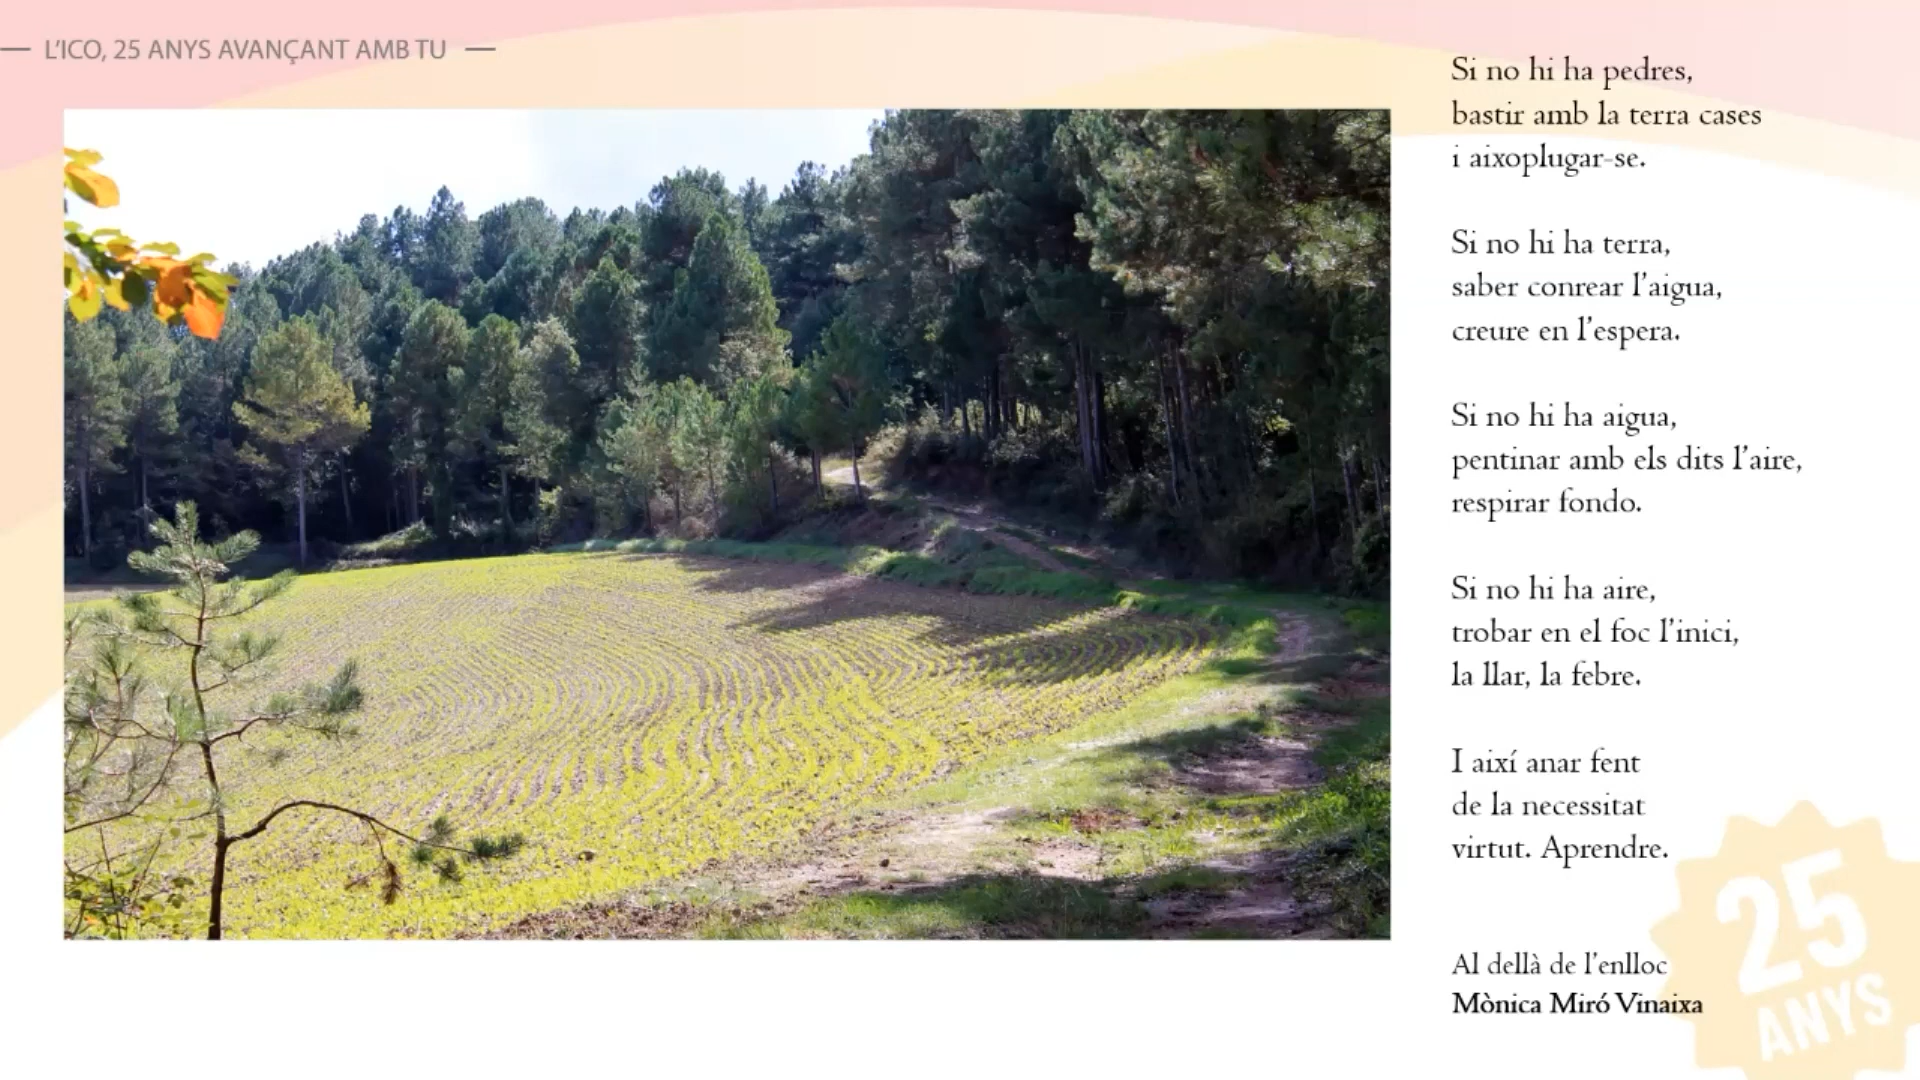 L'ICO, 25 ANYS AVANÇANT AMB TU
Si no hi ha pedres,
bastir amb la terra cases
i aixoplugar-se.
Si no hi ha terra,
saber conrear l'aigua,
creure en l'espera.
Si no hi ha aigua,
pentinar amb els dits l'aire,
respirar fondo.
Si no hi ha aire,
trobar en el foc l'inici,
la llar, la febre.
I així anar fent
de la necessitat
virtut. Aprendre.
Al dellà de l'enlloc
Mònica Miró Vinaixa
25
ANYS